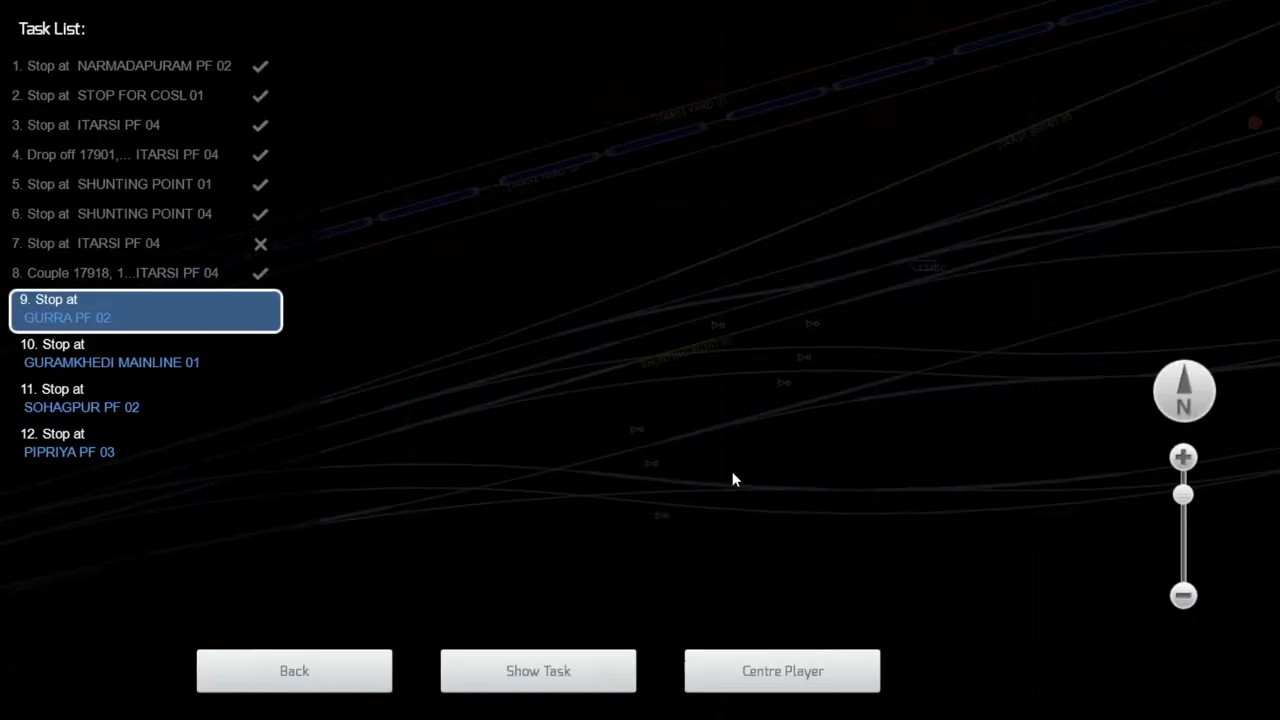 Task List:
1. Stop at NARMADAPURAM PF 02
2. Stop at STOP FOR COSL 01
3. Stop at ITARSI PF 04
4. Drop off 17901,... ITARSI PF 04
5. Stop at SHUNTING POINT 01
6. Stop at SHUNTING POINT 04
7. Stop at ITARSI PF 04
8. Couple 17918, 1...ITARSI PF 04
9. Stop at
GURRA PF 02
10. Stop at
GURAMKHEDI MAINLINE 01
11. Stop at
SOHAGPUR PF 02
12. Stop at
PIPRIYA PF 03
N
Back
Show Task
Centre Player